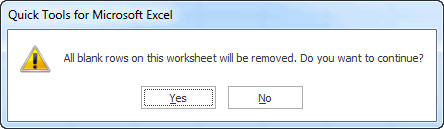 Quick Tools for Microsoft Excel
All blank rows on this worksheet will be removed. Do you want to continue?
Yes No